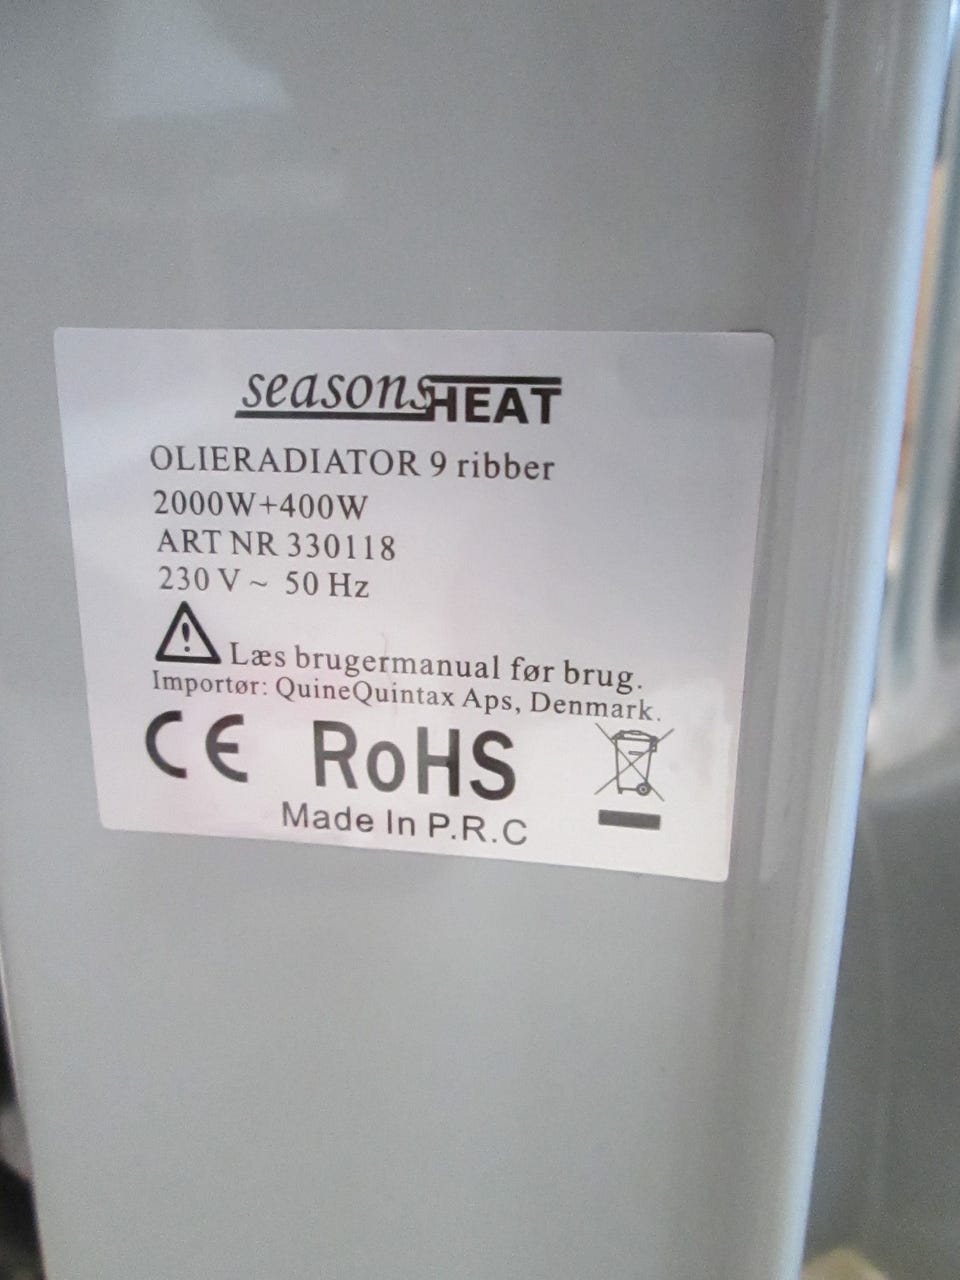 seasonsHEAT
OLIERADIATOR 9 ribber
2000W+400W
ART NR 330118
230 V ~ 50 Hz
Læs brugermanual før brug.
Importør: QuineQuintax Aps, Denmark.
CE RoHS
Made In P.R.C